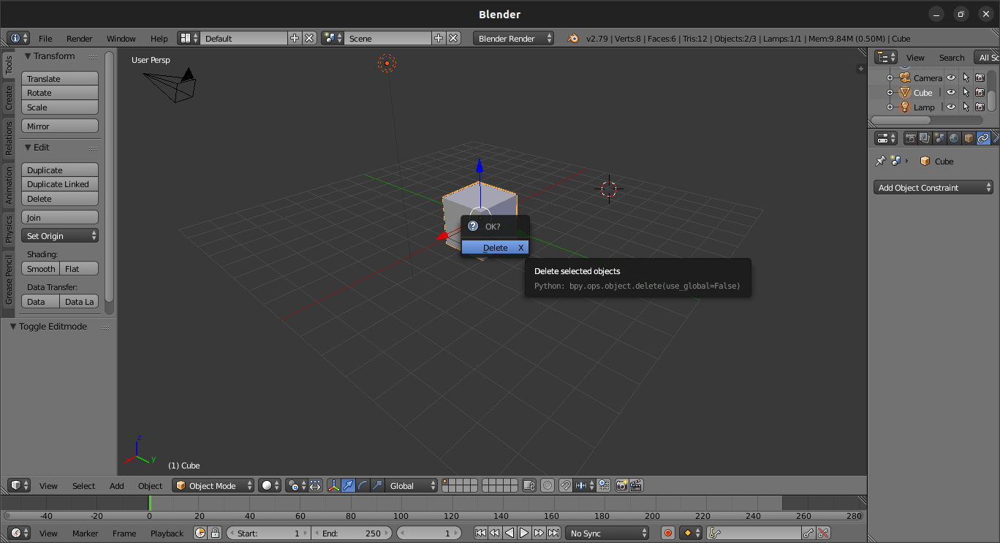 Blender
File Render Window Help Default Scene Blender Render v2.79 | Verts:8 | Faces:6 | Tris:12 | Objects:2/3 | Lamps:1/1 | Mem:9.84M (0.50M) | Cube
Tools
Create
Relations
Animation
Physics
Grease Pencil
Transform
Translate
Rotate
Scale
Mirror
Edit
Duplicate
Duplicate Linked
Delete
Join
Set Origin
Shading:
Smooth Flat
Data Transfer:
Data Data La
Toggle Editmode
User Persp
OK?
Delete X
Delete selected objects
Python: bpy.ops.object.delete(use_global=False)
z
y
(1) Cube
View Search All Sc
Camera
Cube
Lamp
Cube
Add Object Constraint
View Select Add Object Object Mode Global
-40 -20 0 20 40 60 80 100 120 140 160 180 200 220 240 260 280
View Marker Frame Playback Start: 1 End: 250 1 No Sync